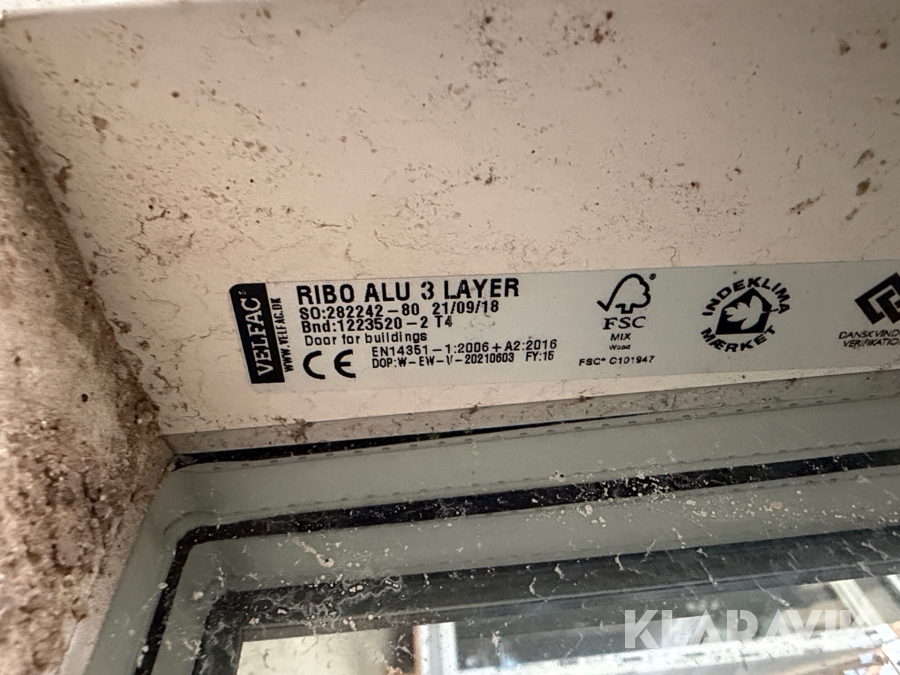 VELFAC®
WWW.VELFAC.DK
RIBO ALU 3 LAYER
SO:282242-80 21/09/18
Bnd:1223520-2 T4
Door for buildings
CE
EN14351-1:2006+A2:2016
DOP:W-EW-1/-20210603 FY:15
FSC®
MIX
Wood
FSC® C101947
INDEKLIMA
MÆRKET
DANSK
KLARAVIK